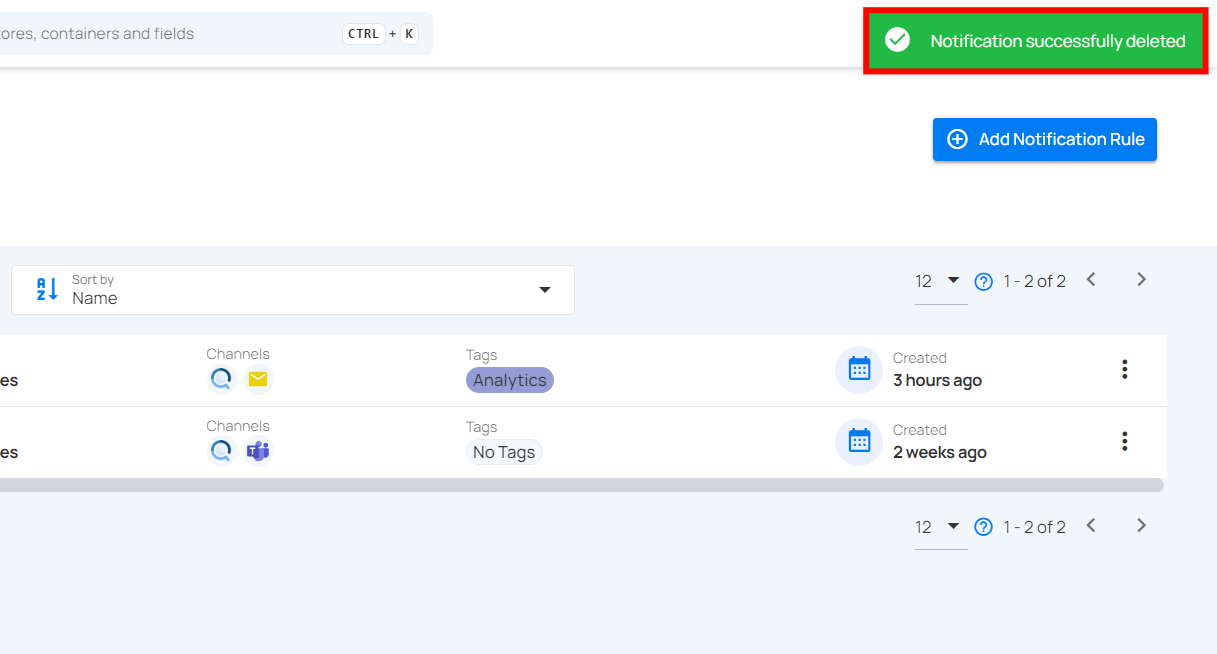 ores, containers and fields
CTRL + K
Notification successfully deleted
Add Notification Rule
Sort by
Name
12
1 - 2 of 2
es
Channels
Tags
Analytics
Created
3 hours ago
es
Channels
Tags
No Tags
Created
2 weeks ago
12
1 - 2 of 2